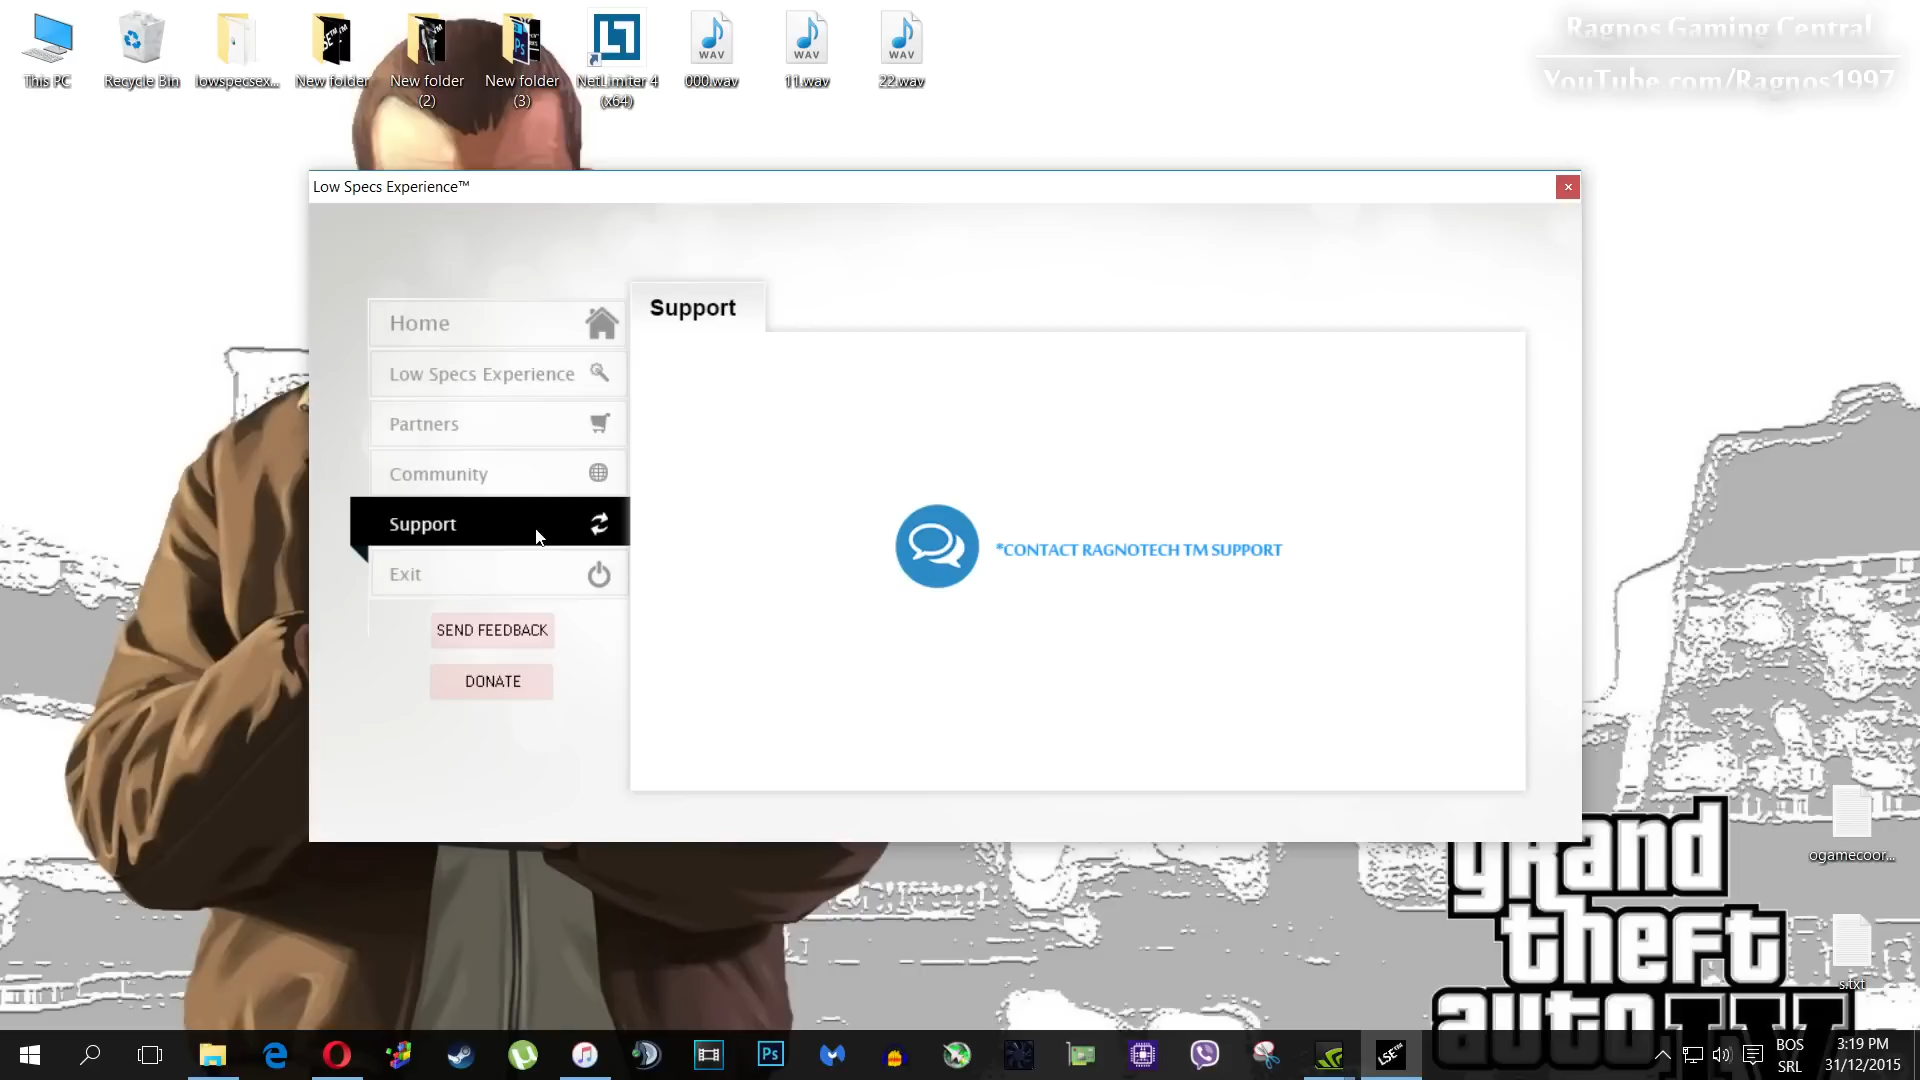 This PC
Recycle Bin
lowspecsex...
New folder
New folder
(2)
New folder
(3)
NetLimiter 4
(x64)
000.wav
11.wav
22.wav
WAV
WAV
WAV
Ragnos Gaming Central
YouTube com/Ragnos1997
Low Specs Experience™
Home
Low Specs Experience
Partners
Community
Support
Exit
SEND FEEDBACK
DONATE
Support
*CONTACT RAGNOTECH TM SUPPORT
ogamecoor...
s.txt
grand
theft
auto IV
Ps
LSE™
BOS
SRL
3:19 PM
31/12/2015